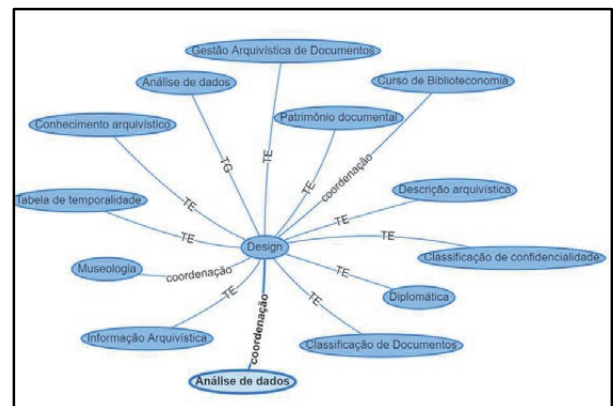 Gestão Arquivística de Documentos
Análise de dados
Curso de Biblioteconomia
Conhecimento arquivístico
Patrimônio documental
TG
TE
TE
coordenação
TE
Descrição arquivística
Tabela de temporalidade
TE
TE
TE
Design
Classificação de confidencialidade
Museologia
coordenação
TE
Diplomática
TE
TE
coordenação
Informação Arquivística
Classificação de Documentos
Análise de dados